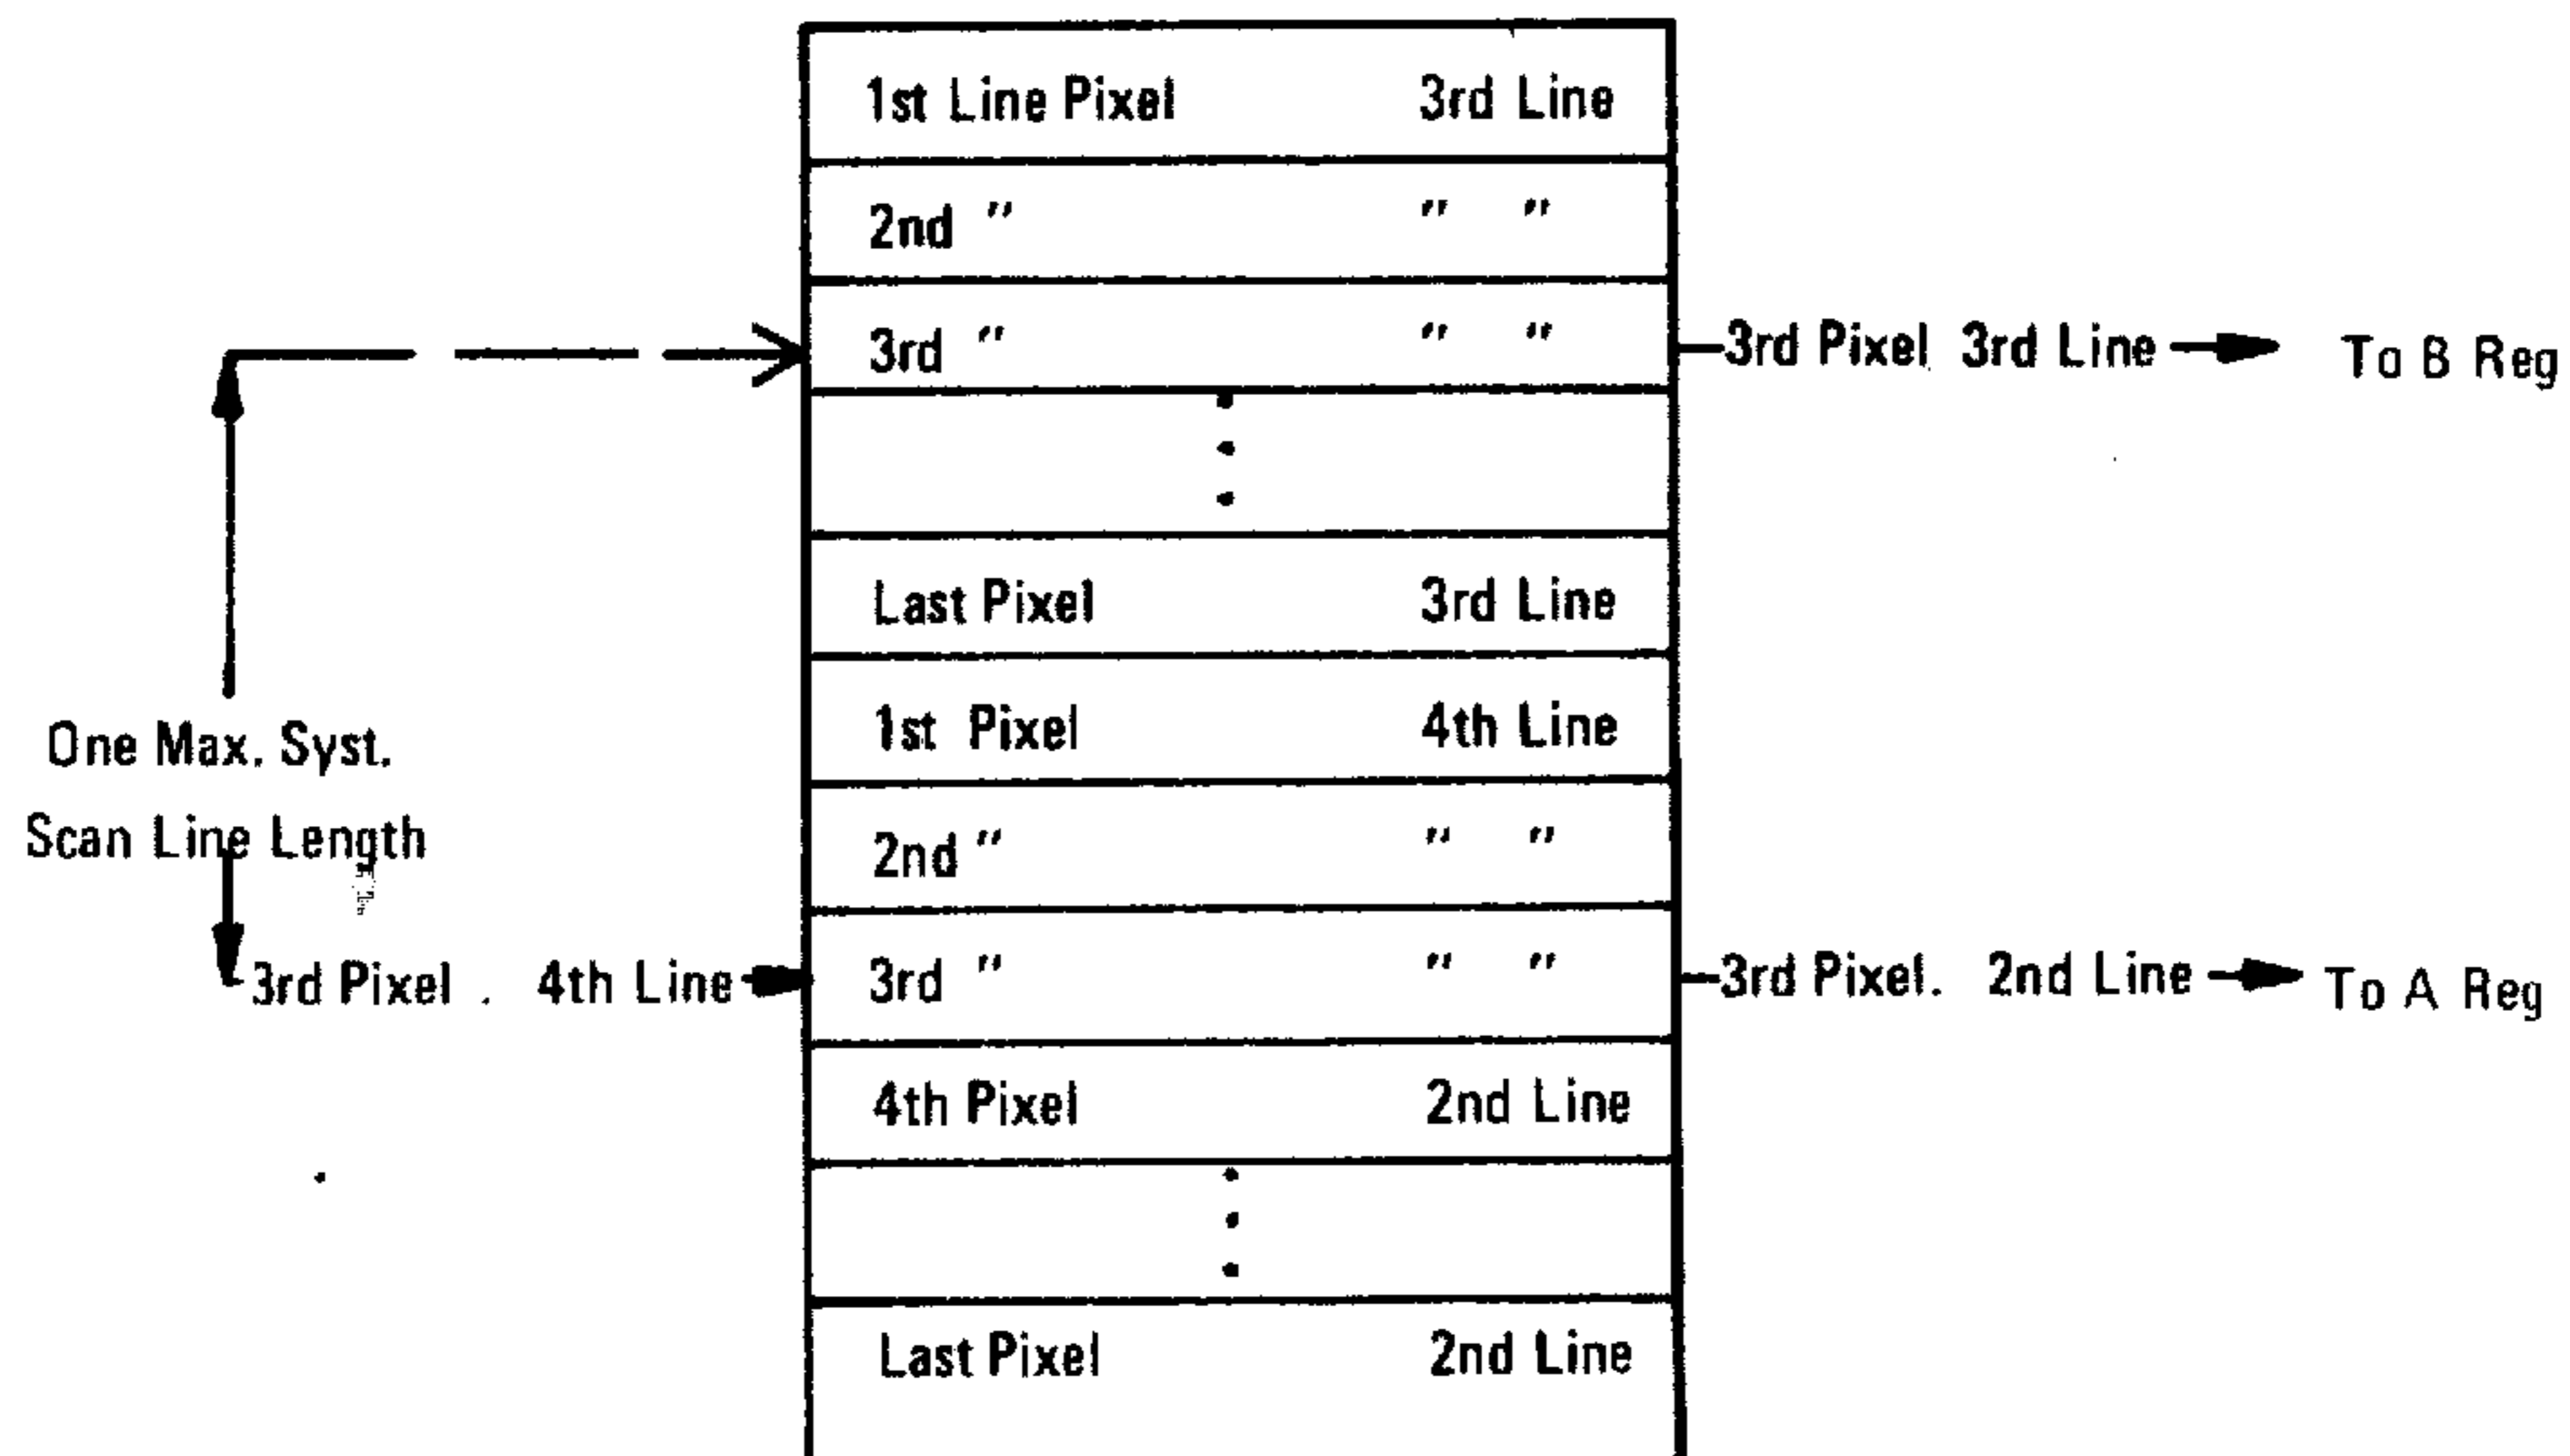 1st Line Pixel 3rd Line
2nd " " "
3rd " " "
3rd Pixel 3rd Line To B Reg
Last Pixel 3rd Line
1st Pixel 4th Line
One Max. Syst.
Scan Line Length
2nd " " "
3rd Pixel . 4th Line
3rd " " "
3rd Pixel. 2nd Line To A Reg
4th Pixel 2nd Line
Last Pixel 2nd Line